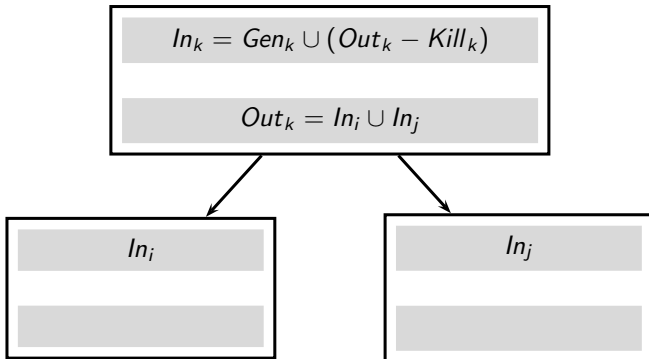 In_k = Gen_k ∪ (Out_k − Kill_k)
Out_k = In_i ∪ In_j
In_i
In_j